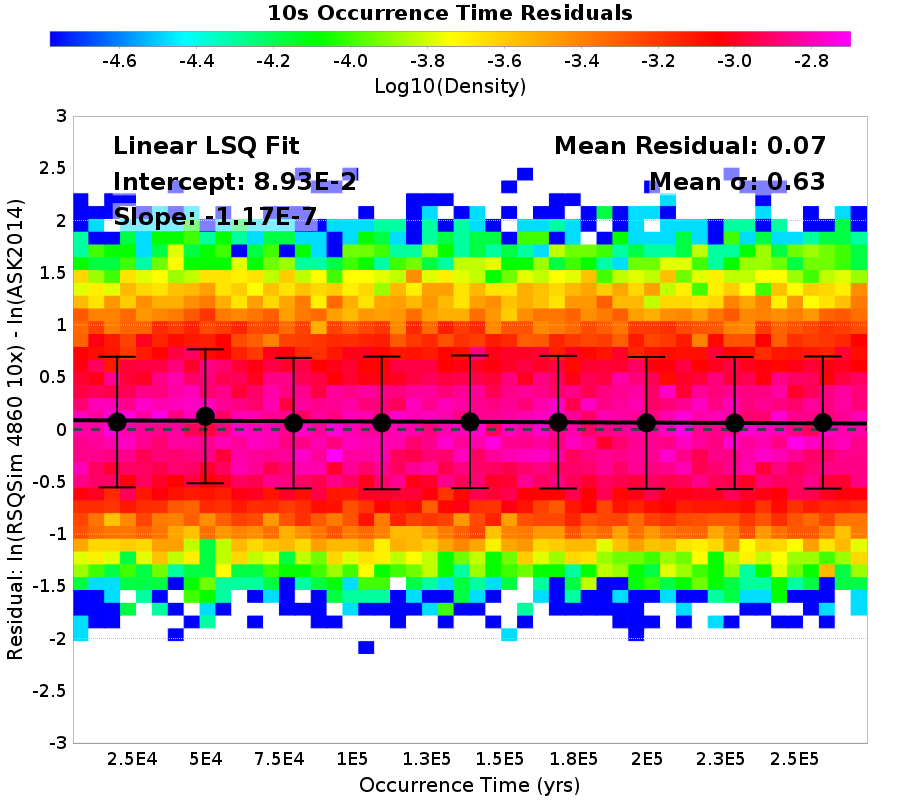 10s Occurrence Time Residuals
-4.6 -4.4 -4.2 -4.0 -3.8 -3.6 -3.4 -3.2 -3.0 -2.8
Log10(Density)
Linear LSQ Fit
Intercept: 8.93E-2
Slope: -1.17E-7
Mean Residual: 0.07
Mean σ: 0.63
Residual: ln(RSQSim 4860 10x) - ln(ASK2014)
3
2.5
2
1.5
1
0.5
0
-0.5
-1
-1.5
-2
-2.5
-3
2.5E4 5E4 7.5E4 1E5 1.3E5 1.5E5 1.8E5 2E5 2.3E5 2.5E5
Occurrence Time (yrs)